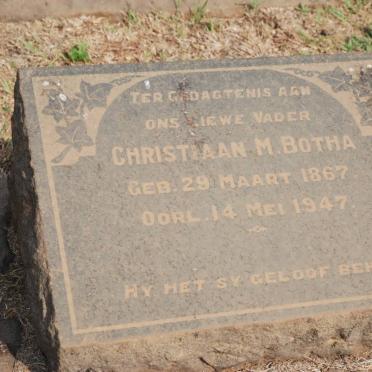 TER GEDAGTENIS AAN
ONS LIEWE VADER
CHRISTIAAN M. BOTHA
GEB. 29 MAART 1867
OORL. 14 MEI 1947
HY HET SY GELOOF BEH